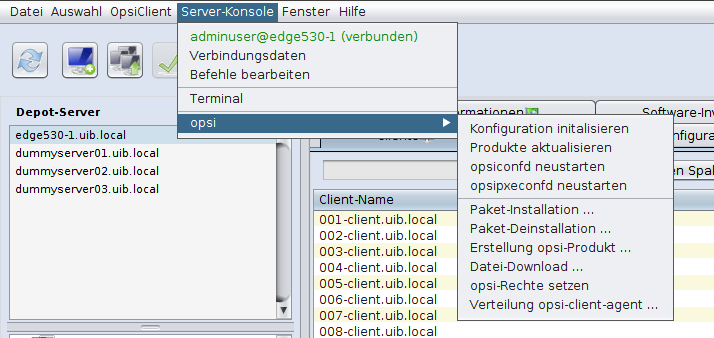 Datei Auswahl OpsiClient Server-Konsole Fenster Hilfe
adminuser@edge530-1 (verbunden)
Verbindungsdaten
Befehle bearbeiten
Terminal
opsi
Depot-Server
edge530-1.uib.local
dummyserver01.uib.local
dummyserver02.uib.local
dummyserver03.uib.local
Software-Inv
Konfiguration initalisieren
Produkte aktualisieren
opsiconfd neustarten
opsipxeconfd neustarten
Paket-Installation ...
Paket-Deinstallation ...
Erstellung opsi-Produkt ...
Datei-Download ...
opsi-Rechte setzen
Verteilung opsi-client-agent ...
Client-Name
001-client.uib.local
002-client.uib.local
003-client.uib.local
004-client.uib.local
005-client.uib.local
006-client.uib.local
007-client.uib.local
008-client.uib.local